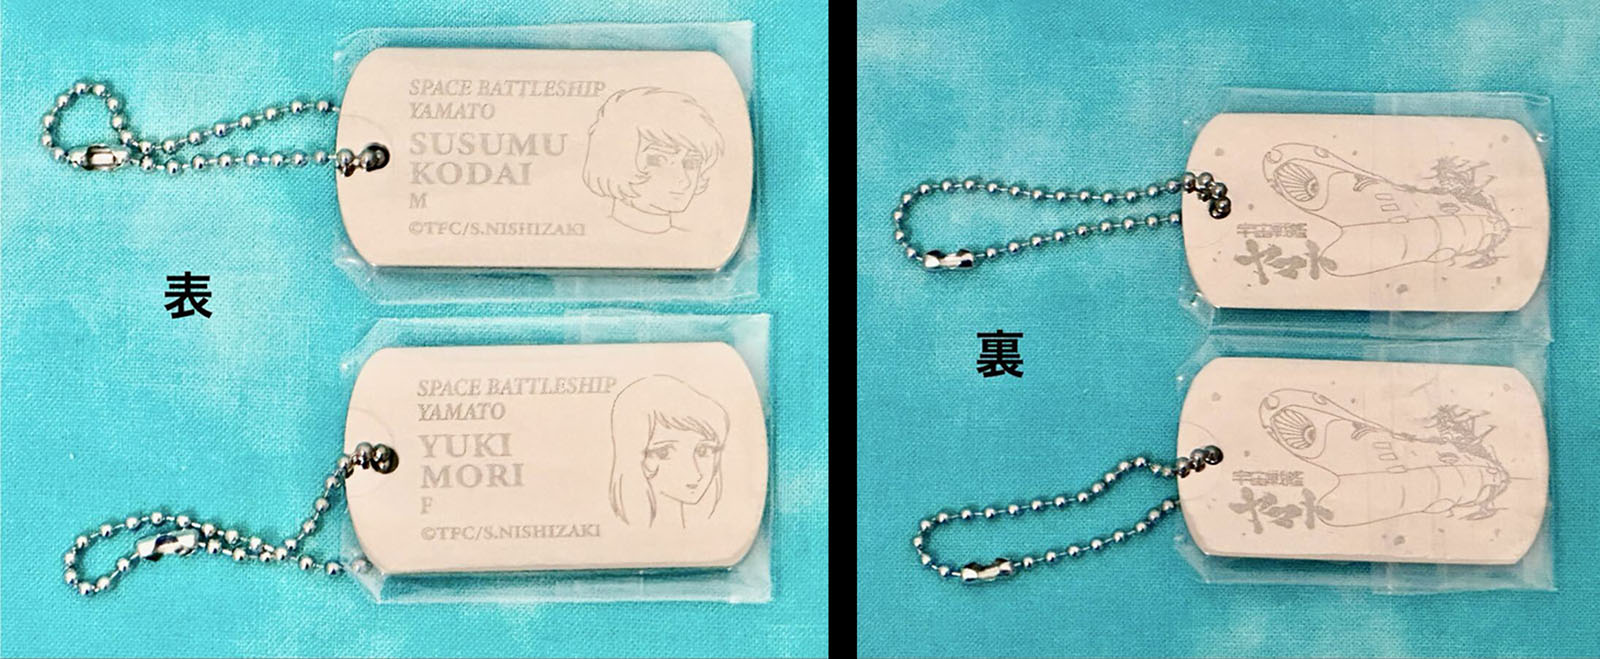 表
SPACE BATTLESHIP
YAMATO
SUSUMU
KODAI
M
©TFC/S.NISHIZAKI
SPACE BATTLESHIP
YAMATO
YUKI
MORI
F
©TFC/S.NISHIZAKI
裏
宇宙戦艦
ヤマト
宇宙戦艦
ヤマト